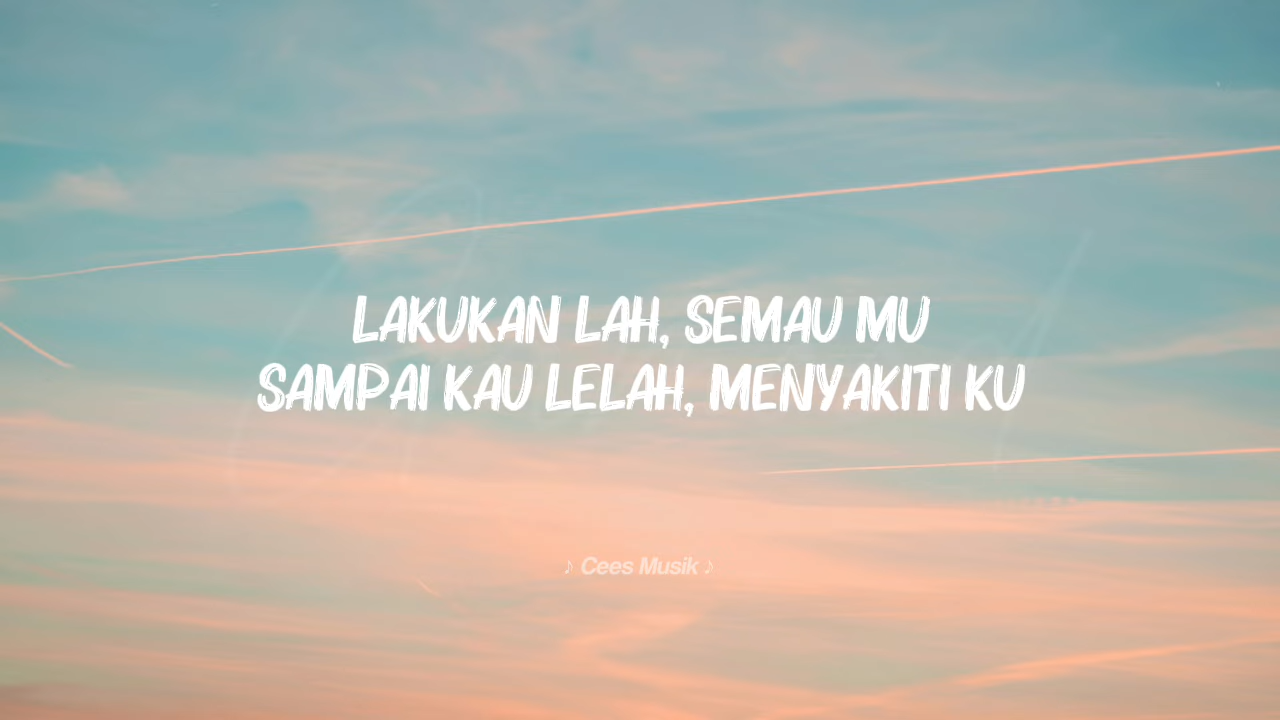 LAKUKAN LAH, SEMAU MU
SAMPAI KAU LELAH, MENYAKITI KU
♪ Cees Musik ♪